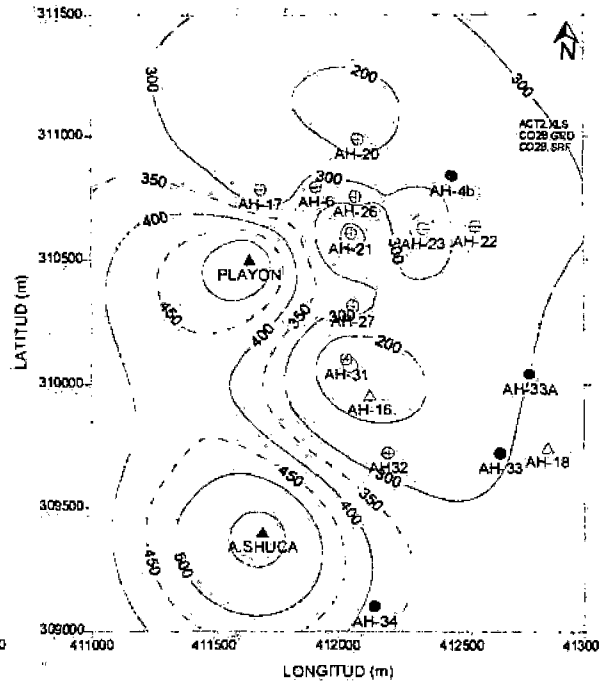 311500
N
300
200
300
ACT2.XLS
CO2B.GRD
CO2B.SRF
311000
AH-20
350
300
AH-4b
AH-17
AH-6
AH-26
400
AH-21
AH-23
AH-22
310500
PLAYON
450
400
350
300
AH-27
200
310000
AH-31
AH-16
AH-33A
AH32
300
AH-33
AH-18
450
350
400
309500
A.SHUCA
450
500
AH-34
309000
411000
411500
412000
412500
41300
LATITUD (m)
LONGITUD (m)